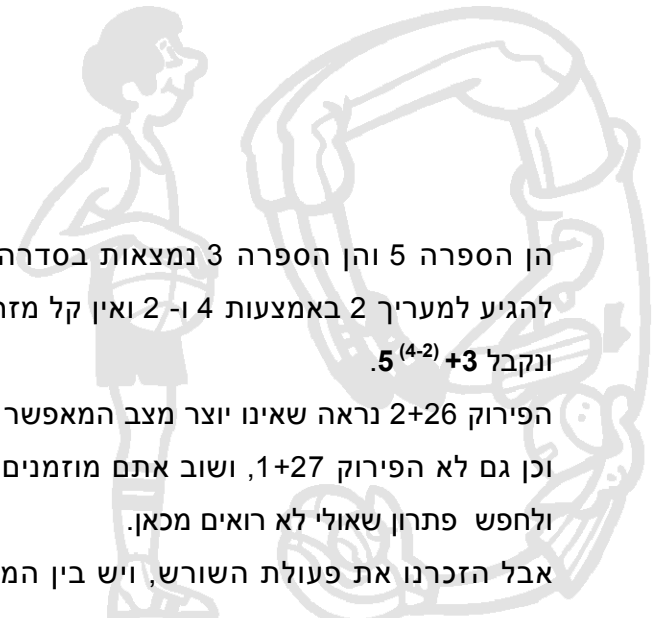 הן הספרה 5 והן הספרה 3 נמצאות בסדרה
להגיע למעריך 2 באמצעות 4 ו- 2 ואין קל מזו
ונקבל 3+ ⁽⁴⁻²⁾5.
הפירוק 2+26 נראה שאינו יוצר מצב המאפשר
וכן גם לא הפירוק 1+27, ושוב אתם מוזמנים
ולחפש פתרון שאולי לא רואים מכאן.
אבל הזכרנו את פעולת השורש, ויש בין